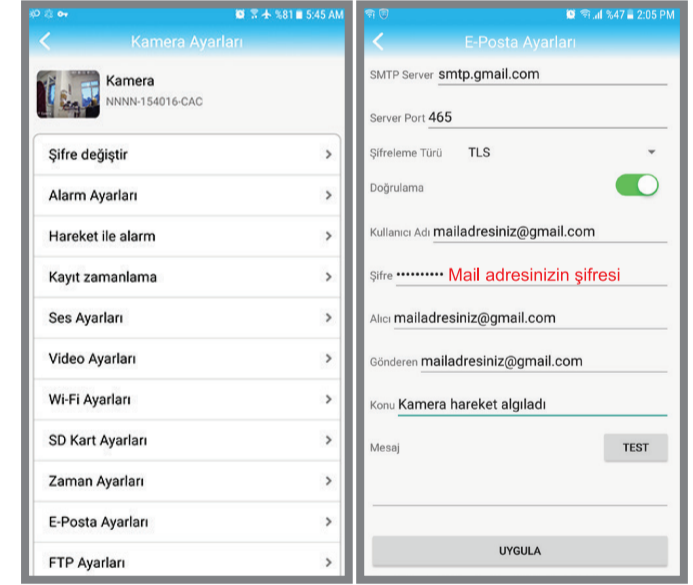 %81 5:45 AM
Kamera Ayarları
Kamera
NNNN-154016-CAC
Şifre değiştir
Alarm Ayarları
Hareket ile alarm
Kayıt zamanlama
Ses Ayarları
Video Ayarları
Wi-Fi Ayarları
SD Kart Ayarları
Zaman Ayarları
E-Posta Ayarları
FTP Ayarları
%47 2:05 PM
E-Posta Ayarları
SMTP Server smtp.gmail.com
Server Port 465
Şifreleme Türü TLS
Doğrulama
Kullanıcı Adı mailadresiniz@gmail.com
Şifre •••••••••• Mail adresinizin şifresi
Alıcı mailadresiniz@gmail.com
Gönderen mailadresiniz@gmail.com
Konu Kamera hareket algıladı
Mesaj TEST
UYGULA